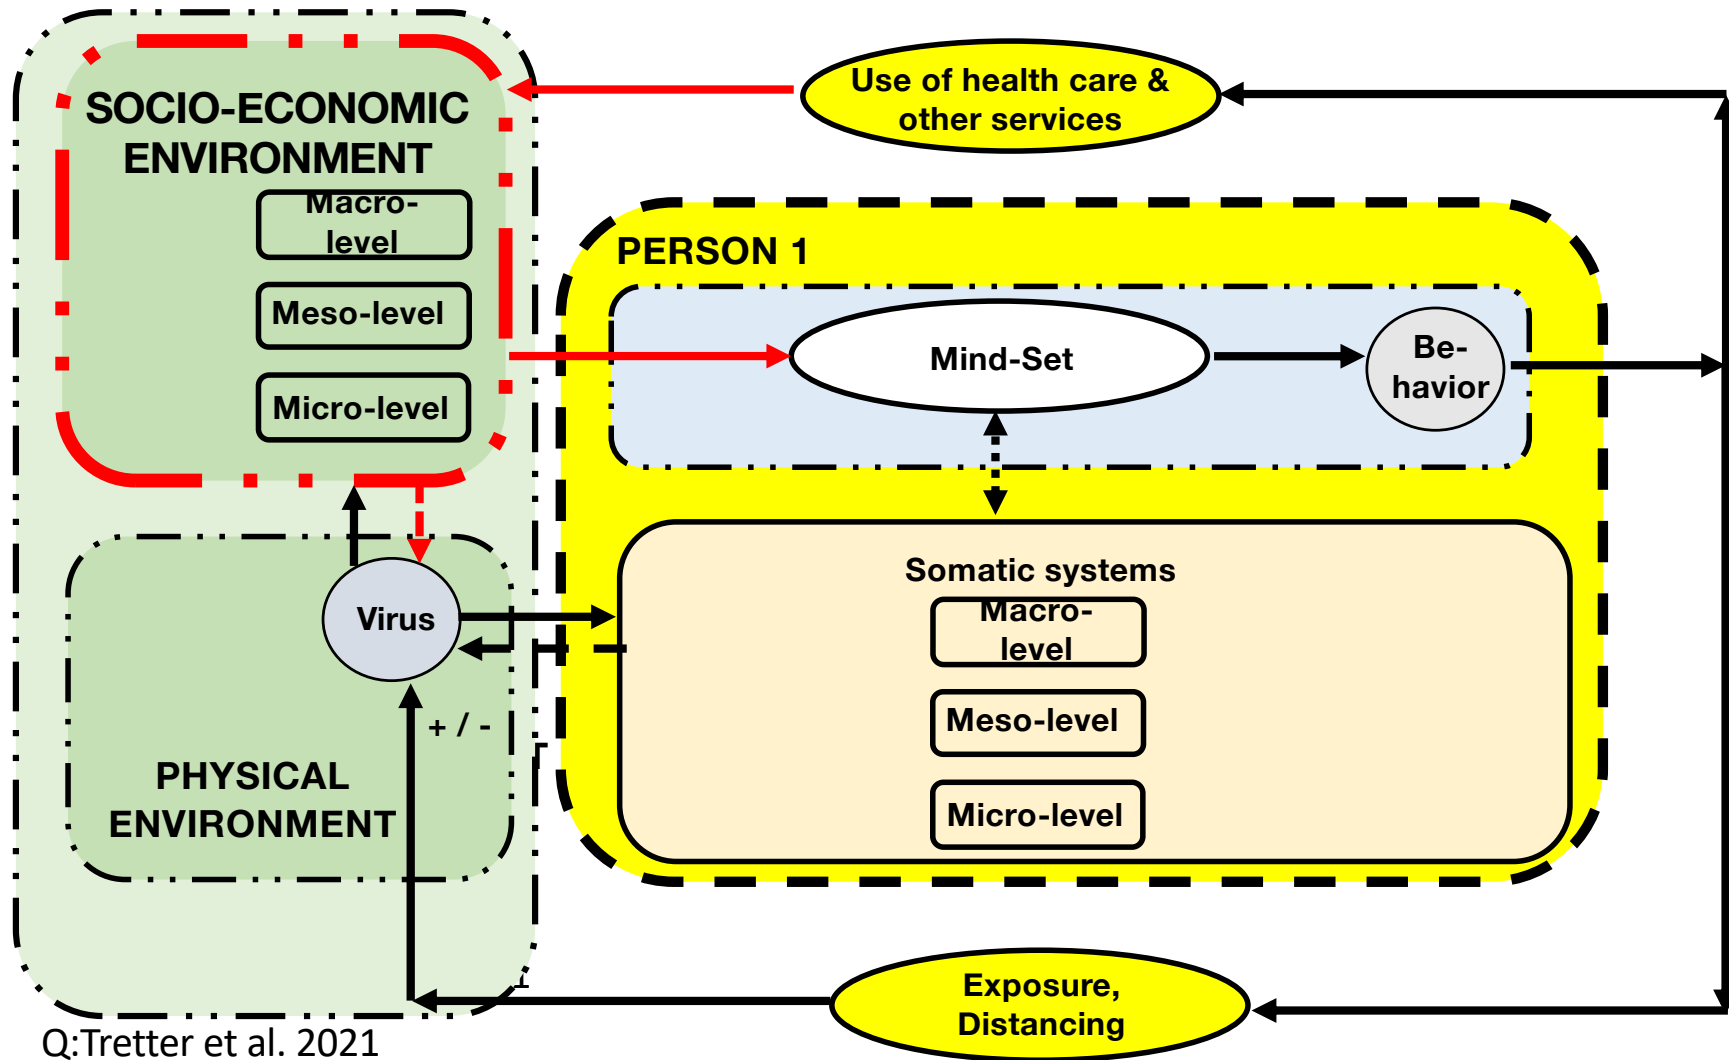 SOCIO-ECONOMIC
ENVIRONMENT
Macro-
level
Meso-level
Micro-level
Use of health care &
other services
PERSON 1
Mind-Set
Be-
havior
Somatic systems
Macro-
level
Meso-level
Micro-level
Virus
+ / -
PHYSICAL
ENVIRONMENT
Exposure,
Distancing
Q:Tretter et al. 2021